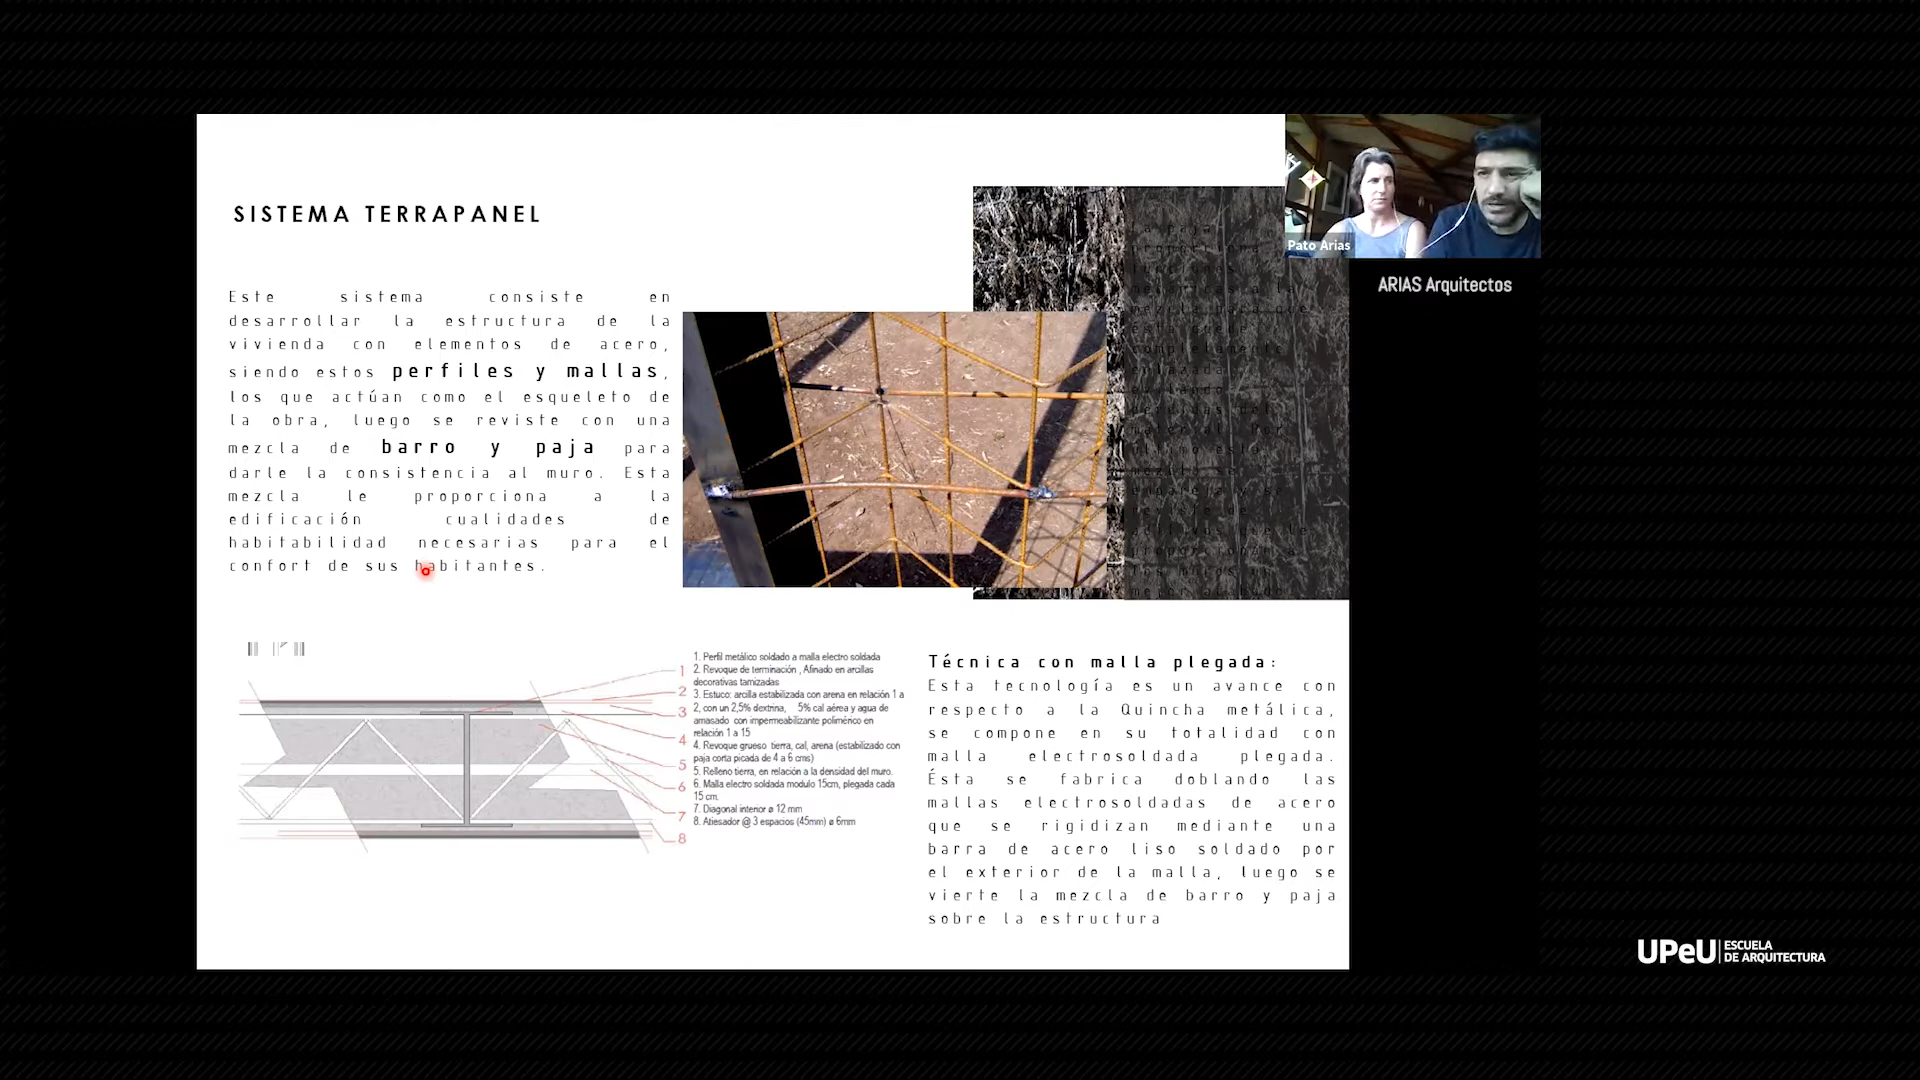 SISTEMA TERRAPANEL
Este sistema consiste en
desarrollar la estructura de la
vivienda con elementos de acero,
siendo estos perfiles y mallas,
los que actúan como el esqueleto de
la obra, luego se reviste con una
mezcla de barro y paja para
darle la consistencia al muro. Esta
mezcla le proporciona a la
edificación cualidades de
habitabilidad necesarias para el
confort de sus habitantes.
Pato Arias
ARIAS Arquitectos
1
2
3
4
5
6
7
8
1. Perfil metálico soldado a malla electro soldada
2. Revoque de terminación , Afinado en arcillas
decorativas tamizadas
3. Estuco: arcilla estabilizada con arena en relación 1 a
2, con un 2,5% dextrina, 5% cal aérea y agua de
amasado con impermeabilizante polimérico en
relación 1 a 15
4. Revoque grueso tierra, cal, arena (estabilizado con
paja corta picada de 4 a 6 cms)
5. Relleno tierra, en relación a la densidad del muro.
6. Malla electro soldada modulo 15cm, plegada cada
15 cm.
7. Diagonal interior ø 12 mm
8. Atiesador @ 3 espacios (45mm) ø 6mm
Técnica con malla plegada:
Esta tecnología es un avance con
respecto a la Quincha metálica,
se compone en su totalidad con
malla electrosoldada plegada.
Ésta se fabrica doblando las
mallas electrosoldadas de acero
que se rigidizan mediante una
barra de acero liso soldado por
el exterior de la malla, luego se
vierte la mezcla de barro y paja
sobre la estructura
UPeU ESCUELA
DE ARQUITECTURA